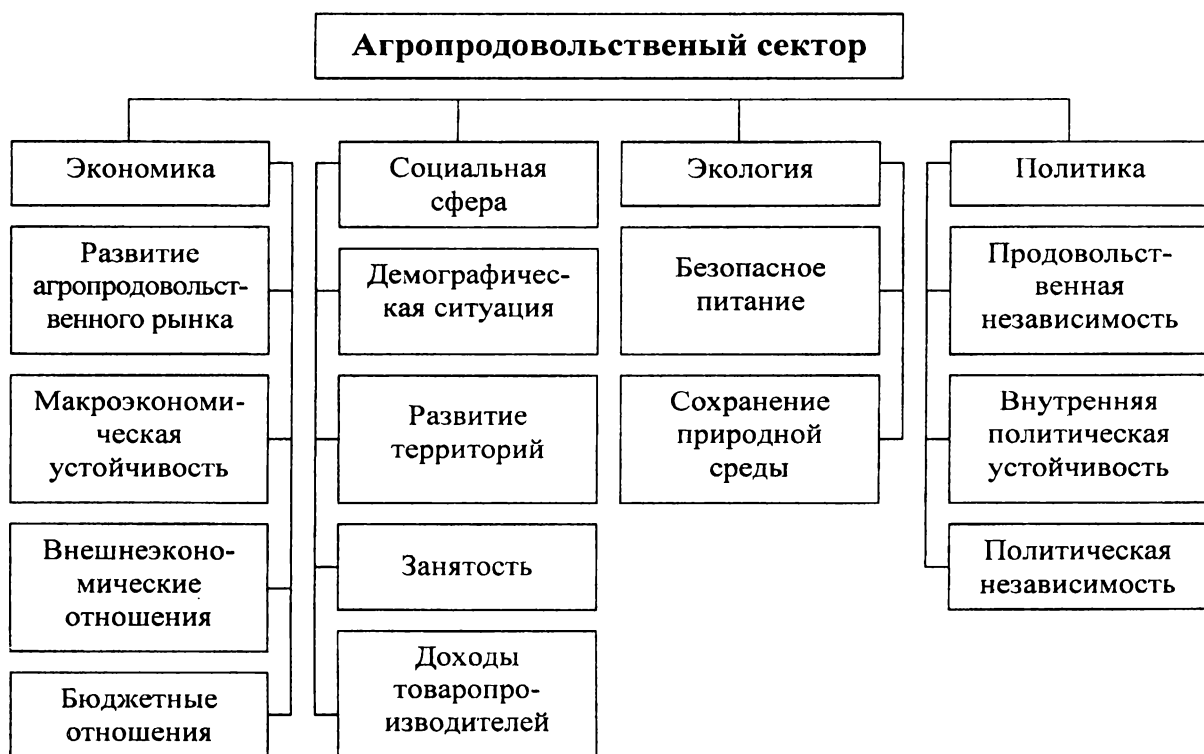 Агропродовольственый сектор
Экономика
Развитие
агропродовольст-
венного рынка
Макроэкономи-
ческая
устойчивость
Внешнеэконо-
мические
отношения
Бюджетные
отношения
Социальная
сфера
Демографичес-
кая ситуация
Развитие
территорий
Занятость
Доходы
товаропро-
изводителей
Экология
Безопасное
питание
Сохранение
природной
среды
Политика
Продовольст-
венная
независимость
Внутренняя
политическая
устойчивость
Политическая
независимость